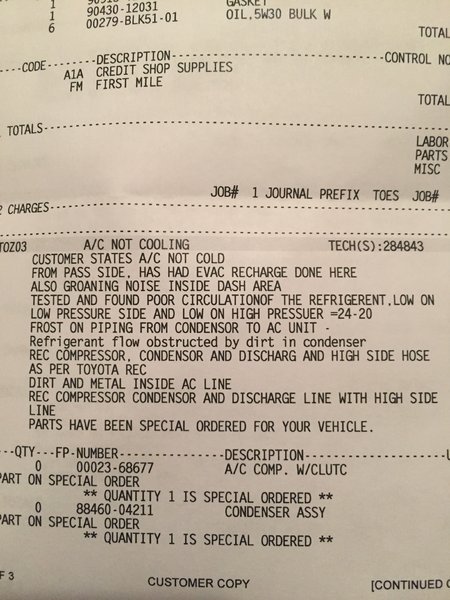 1 GASKET
1 90430-12031
6 00279-BLK51-01 OIL,5W30 BULK W
TOTAL
----CODE-----DESCRIPTION----CONTROL NO
A1A CREDIT SHOP SUPPLIES
FM FIRST MILE
TOTAL
TOTALS
LABOR
PARTS
MISC
JOB# 1 JOURNAL PREFIX TOES JOB#
CHARGES
TOZ03 A/C NOT COOLING TECH(S):284843
CUSTOMER STATES A/C NOT COLD
FROM PASS SIDE, HAS HAD EVAC RECHARGE DONE HERE
ALSO GROANING NOISE INSIDE DASH AREA
TESTED AND FOUND POOR CIRCULATIONOF THE REFRIGERENT,LOW ON
LOW PRESSURE SIDE AND LOW ON HIGH PRESSUER =24-20
FROST ON PIPING FROM CONDENSOR TO AC UNIT -
Refrigerant flow obstructed by dirt in condenser
REC COMPRESSOR, CONDENSOR AND DISCHARG AND HIGH SIDE HOSE
AS PER TOYOTA REC
DIRT AND METAL INSIDE AC LINE
REC COMPRESSOR CONDENSOR AND DISCHARGE LINE WITH HIGH SIDE
LINE
PARTS HAVE BEEN SPECIAL ORDERED FOR YOUR VEHICLE.
---QTY---FP-NUMBER---------------DESCRIPTION----------
0 00023-68677 A/C COMP. W/CLUTC
PART ON SPECIAL ORDER
** QUANTITY 1 IS SPECIAL ORDERED **
0 88460-04211 CONDENSER ASSY
PART ON SPECIAL ORDER
** QUANTITY 1 IS SPECIAL ORDERED **
OF 3 CUSTOMER COPY [CONTINUED